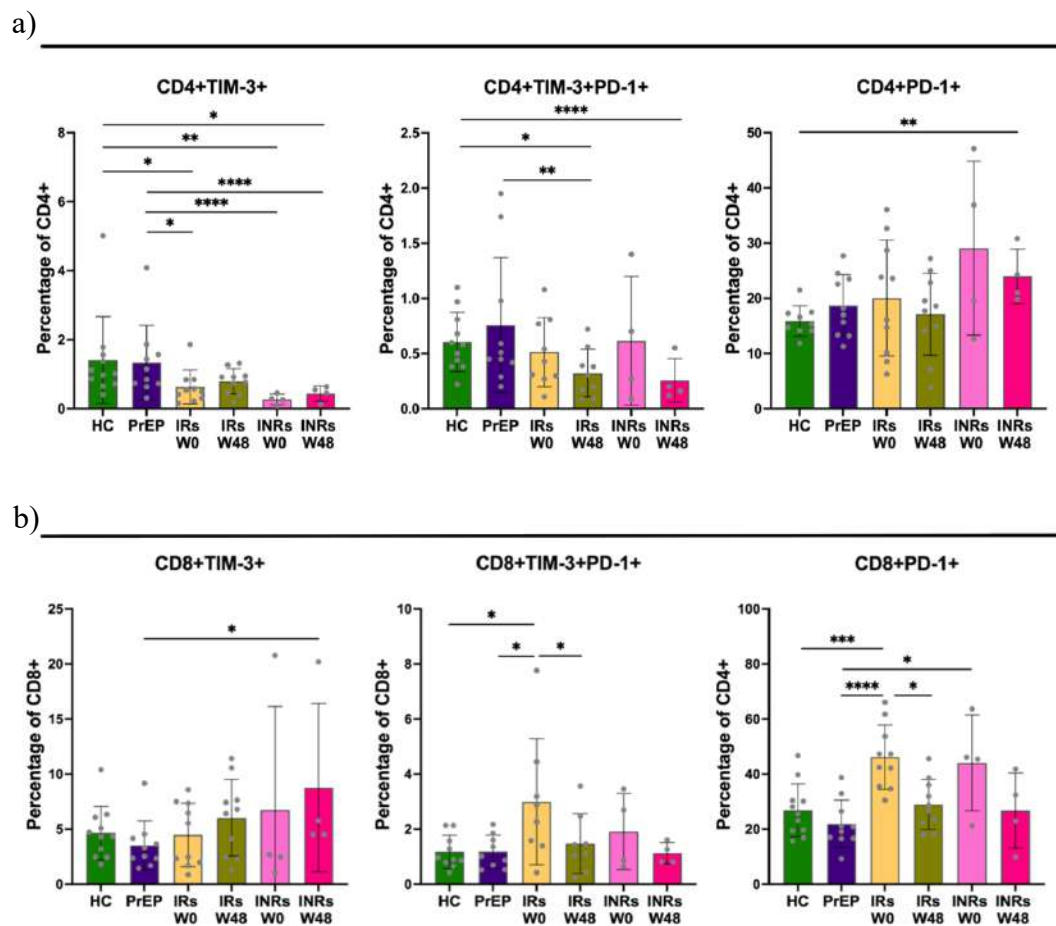 a)
CD4+TIM-3+
CD4+TIM-3+PD-1+
CD4+PD-1+
Percentage of CD4+
8
6
4
2
0
*
**
*
****
****
*
HC PrEP IRs W0 IRs W48 INRs W0 INRs W48
Percentage of CD4+
2.5
2.0
1.5
1.0
0.5
0.0
****
*
**
HC PrEP IRs W0 IRs W48 INRs W0 INRs W48
Percentage of CD4+
50
40
30
20
10
0
**
HC PrEP IRs W0 IRs W48 INRs W0 INRs W48
b)
CD8+TIM-3+
CD8+TIM-3+PD-1+
CD8+PD-1+
Percentage of CD8+
25
20
15
10
5
0
*
HC PrEP IRs W0 IRs W48 INRs W0 INRs W48
Percentage of CD8+
10
8
6
4
2
0
*
* *
HC PrEP IRs W0 IRs W48 INRs W0 INRs W48
Percentage of CD4+
100
80
60
40
20
0
***
*
**** *
HC PrEP IRs W0 IRs W48 INRs W0 INRs W48